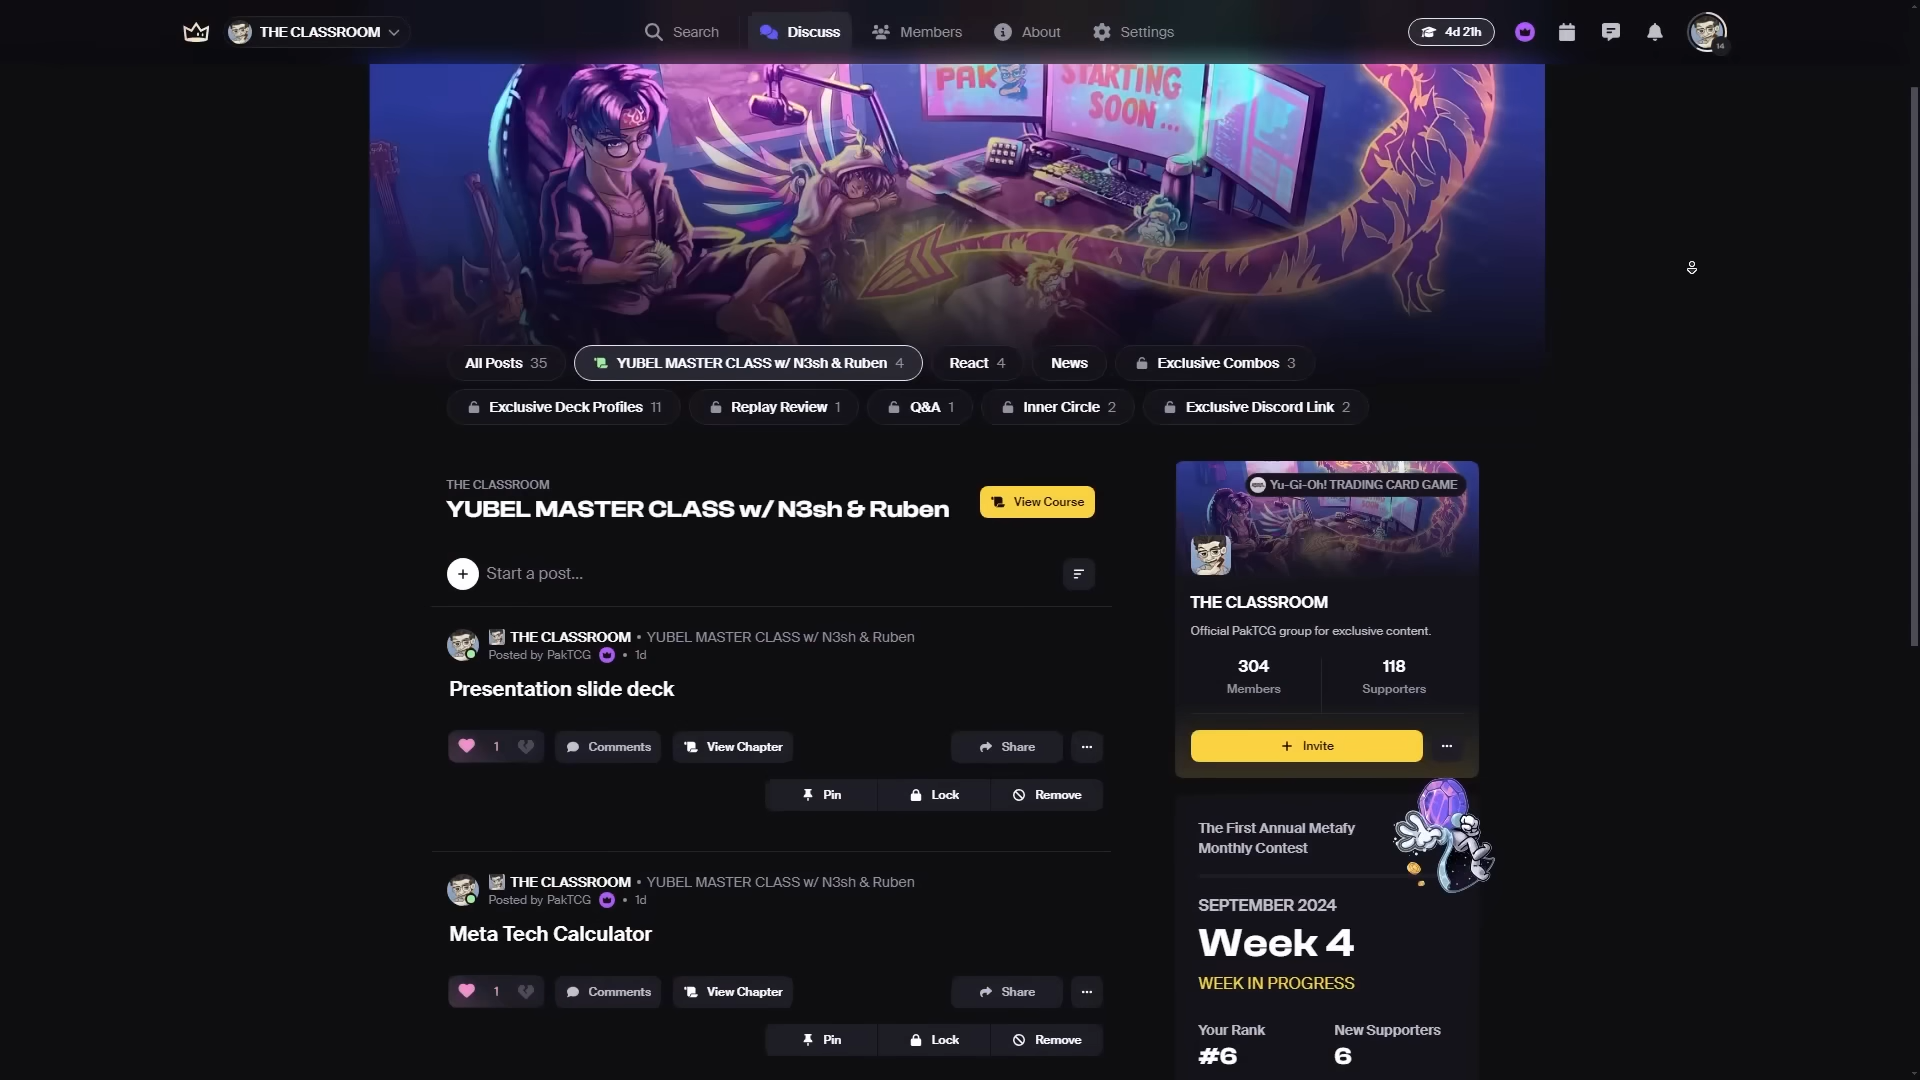 THE CLASSROOM
Search
Discuss
Members
About
Settings
4d 21h
14
PAK
STARTING
SOON ...
All Posts 35
YUBEL MASTER CLASS w/ N3sh & Ruben 4
React 4
News
Exclusive Combos 3
Exclusive Deck Profiles 11
Replay Review 1
Q&A 1
Inner Circle 2
Exclusive Discord Link 2
THE CLASSROOM
YUBEL MASTER CLASS w/ N3sh & Ruben
View Course
Start a post...
THE CLASSROOM • YUBEL MASTER CLASS w/ N3sh & Ruben
Posted by PakTCG • 1d
Presentation slide deck
1
Comments
View Chapter
Share
Pin
Lock
Remove
THE CLASSROOM • YUBEL MASTER CLASS w/ N3sh & Ruben
Posted by PakTCG • 1d
Meta Tech Calculator
1
Comments
View Chapter
Share
Pin
Lock
Remove
Yu-Gi-Oh! TRADING CARD GAME
THE CLASSROOM
Official PakTCG group for exclusive content.
304
Members
118
Supporters
Invite
The First Annual Metafy
Monthly Contest
SEPTEMBER 2024
Week 4
WEEK IN PROGRESS
Your Rank
#6
New Supporters
6